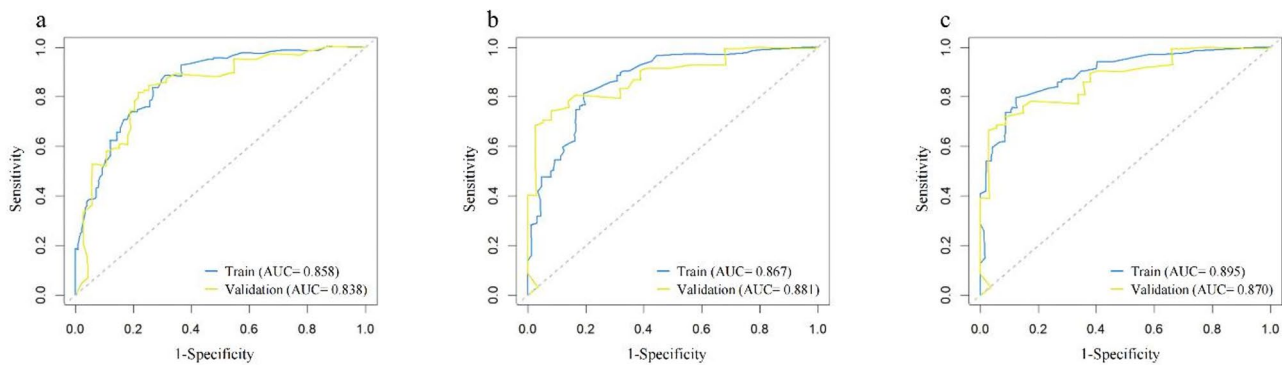 a
1.0
0.8
0.6
0.4
0.2
0.0
Sensitivity
Train (AUC= 0.858)
Validation (AUC= 0.838)
0.0 0.2 0.4 0.6 0.8 1.0
1-Specificity
b
1.0
0.8
0.6
0.4
0.2
0.0
Sensitivity
Train (AUC= 0.867)
Validation (AUC= 0.881)
0.0 0.2 0.4 0.6 0.8 1.0
1-Specificity
c
1.0
0.8
0.6
0.4
0.2
0.0
Sensitivity
Train (AUC= 0.895)
Validation (AUC= 0.870)
0.0 0.2 0.4 0.6 0.8 1.0
1-Specificity